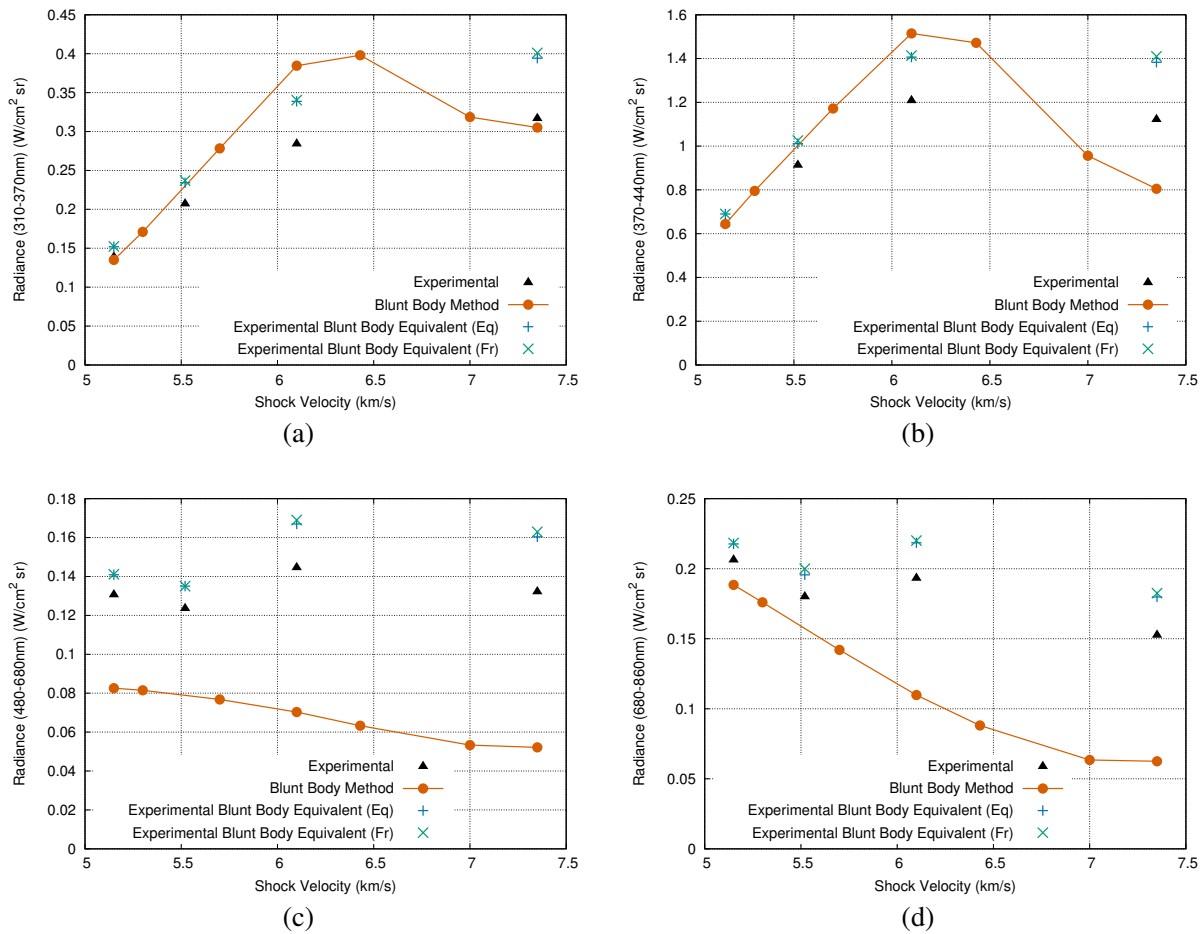 Radiance (310-370nm) (W/cm² sr)
0.45
0.4
0.35
0.3
0.25
0.2
0.15
0.1
0.05
0
Experimental
Blunt Body Method
Experimental Blunt Body Equivalent (Eq)
Experimental Blunt Body Equivalent (Fr)
5 5.5 6 6.5 7 7.5
Shock Velocity (km/s)
(a)
Radiance (370-440nm) (W/cm² sr)
1.6
1.4
1.2
1
0.8
0.6
0.4
0.2
0
Experimental
Blunt Body Method
Experimental Blunt Body Equivalent (Eq)
Experimental Blunt Body Equivalent (Fr)
5 5.5 6 6.5 7 7.5
Shock Velocity (km/s)
(b)
Radiance (480-680nm) (W/cm² sr)
0.18
0.16
0.14
0.12
0.1
0.08
0.06
0.04
0.02
0
Experimental
Blunt Body Method
Experimental Blunt Body Equivalent (Eq)
Experimental Blunt Body Equivalent (Fr)
5 5.5 6 6.5 7 7.5
Shock Velocity (km/s)
(c)
Radiance (680-860nm) (W/cm² sr)
0.25
0.2
0.15
0.1
0.05
0
Experimental
Blunt Body Method
Experimental Blunt Body Equivalent (Eq)
Experimental Blunt Body Equivalent (Fr)
5 5.5 6 6.5 7 7.5
Shock Velocity (km/s)
(d)